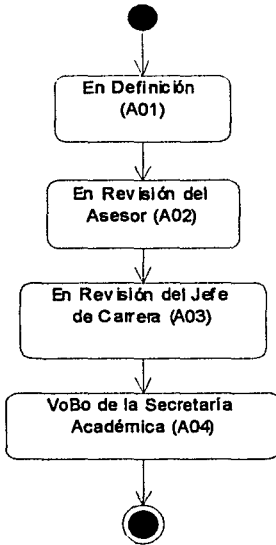 En Definición
(A01)
En Revisión del
Asesor (A02)
En Revisión del Jefe
de Carrera (A03)
VoBo de la Secretaría
Académica (A04)